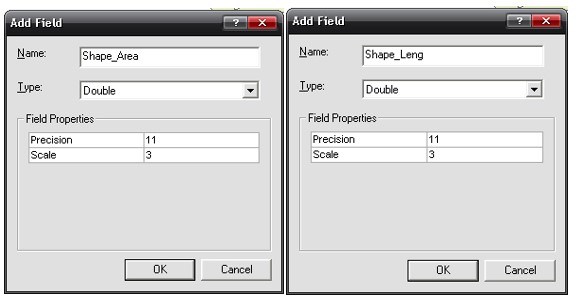 Add Field
Name: Shape_Area
Type: Double
Field Properties
Precision 11
Scale 3
OK Cancel
Add Field
Name: Shape_Leng
Type: Double
Field Properties
Precision 11
Scale 3
OK Cancel